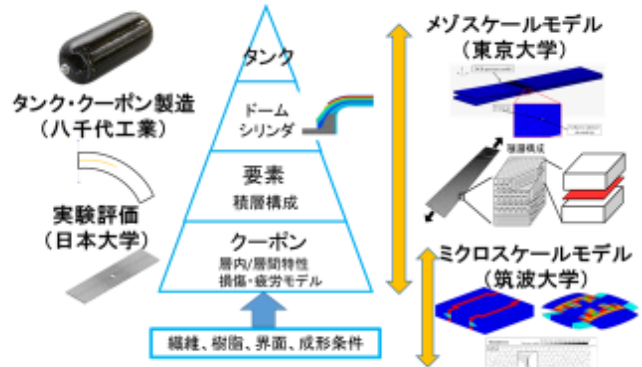 タンク・クーポン製造
(八千代工業)
実験評価
(日本大学)
タンク
ドーム
シリンダ
要素
積層構成
クーポン
層内/層間特性
損傷・疲労モデル
繊維、樹脂、界面、成形条件
メゾスケールモデル
(東京大学)
積層構成
ミクロスケールモデル
(筑波大学)